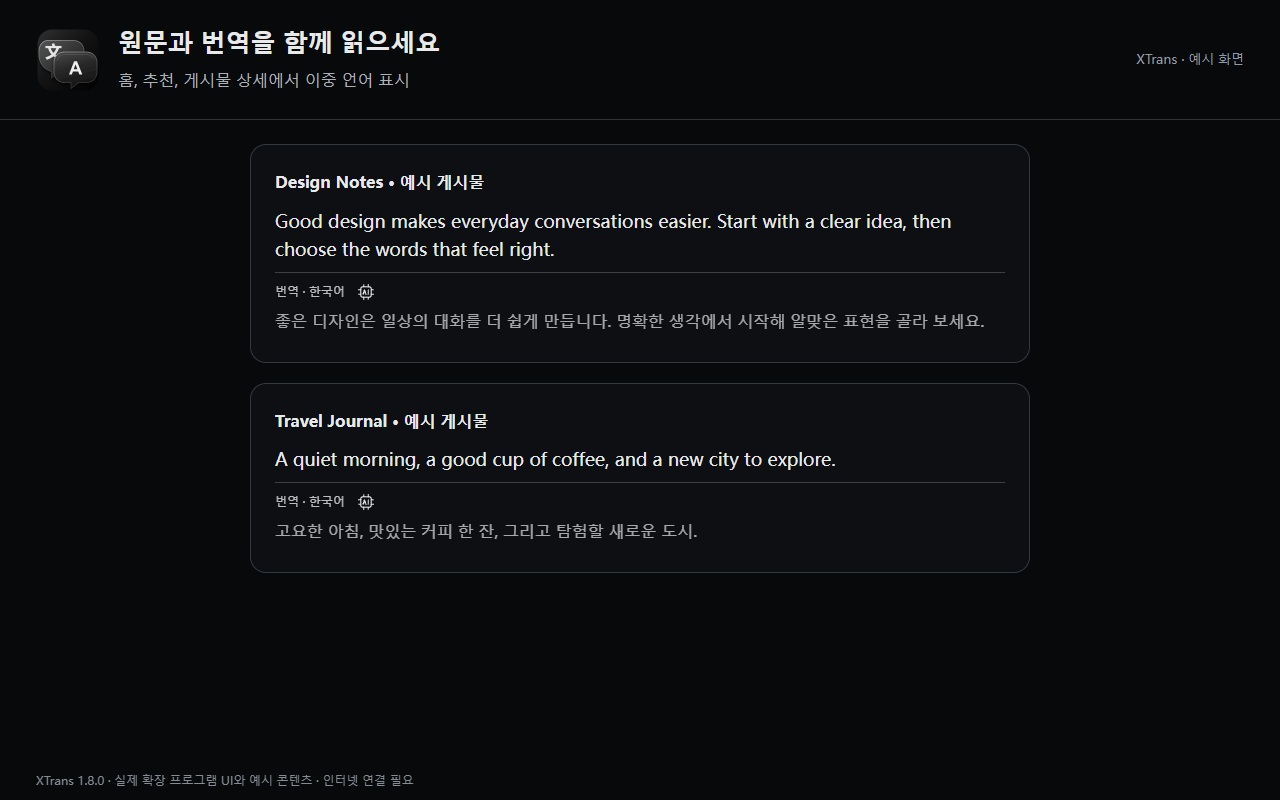 文
A
원문과 번역을 함께 읽으세요
홈, 추천, 게시물 상세에서 이중 언어 표시
XTrans · 예시 화면
Design Notes • 예시 게시물
Good design makes everyday conversations easier. Start with a clear idea, then
choose the words that feel right.
번역 · 한국어 AI
좋은 디자인은 일상의 대화를 더 쉽게 만듭니다. 명확한 생각에서 시작해 알맞은 표현을 골라 보세요.
Travel Journal • 예시 게시물
A quiet morning, a good cup of coffee, and a new city to explore.
번역 · 한국어 AI
고요한 아침, 맛있는 커피 한 잔, 그리고 탐험할 새로운 도시.
XTrans 1.8.0 · 실제 확장 프로그램 UI와 예시 콘텐츠 · 인터넷 연결 필요